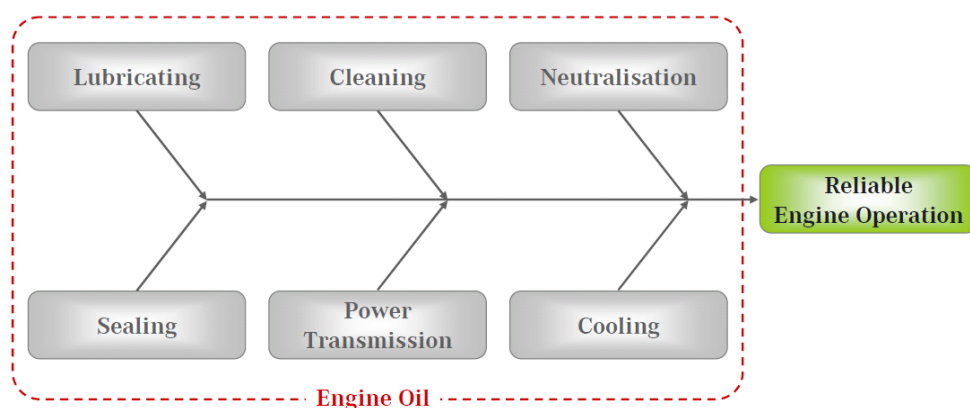 Lubricating
Cleaning
Neutralisation
Reliable
Engine Operation
Sealing
Power
Transmission
Cooling
Engine Oil